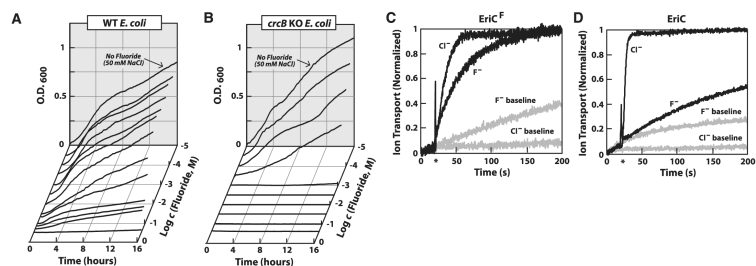 A
WT E. coli
No Fluoride
(50 mM NaCl)
O.D. 600
1
0.5
0
-5
-4
-3
-2
-1
0
Log c (Fluoride, M)
0
4
8
12
16
Time (hours)
B
crcB KO E. coli
No Fluoride
(50 mM NaCl)
O.D. 600
1
0.5
0
-5
-4
-3
-2
-1
0
Log c (Fluoride, M)
0
4
8
12
16
Time (hours)
C
EriC F
Ion Transport (Normalized)
1
0.8
0.6
0.4
0.2
0
Cl−
F−
F− baseline
Cl− baseline
*
50
100
150
200
Time (s)
D
EriC
Ion Transport (Normalized)
1
0.8
0.6
0.4
0.2
0
Cl−
F−
F− baseline
Cl− baseline
0
*
50
100
150
200
Time (s)